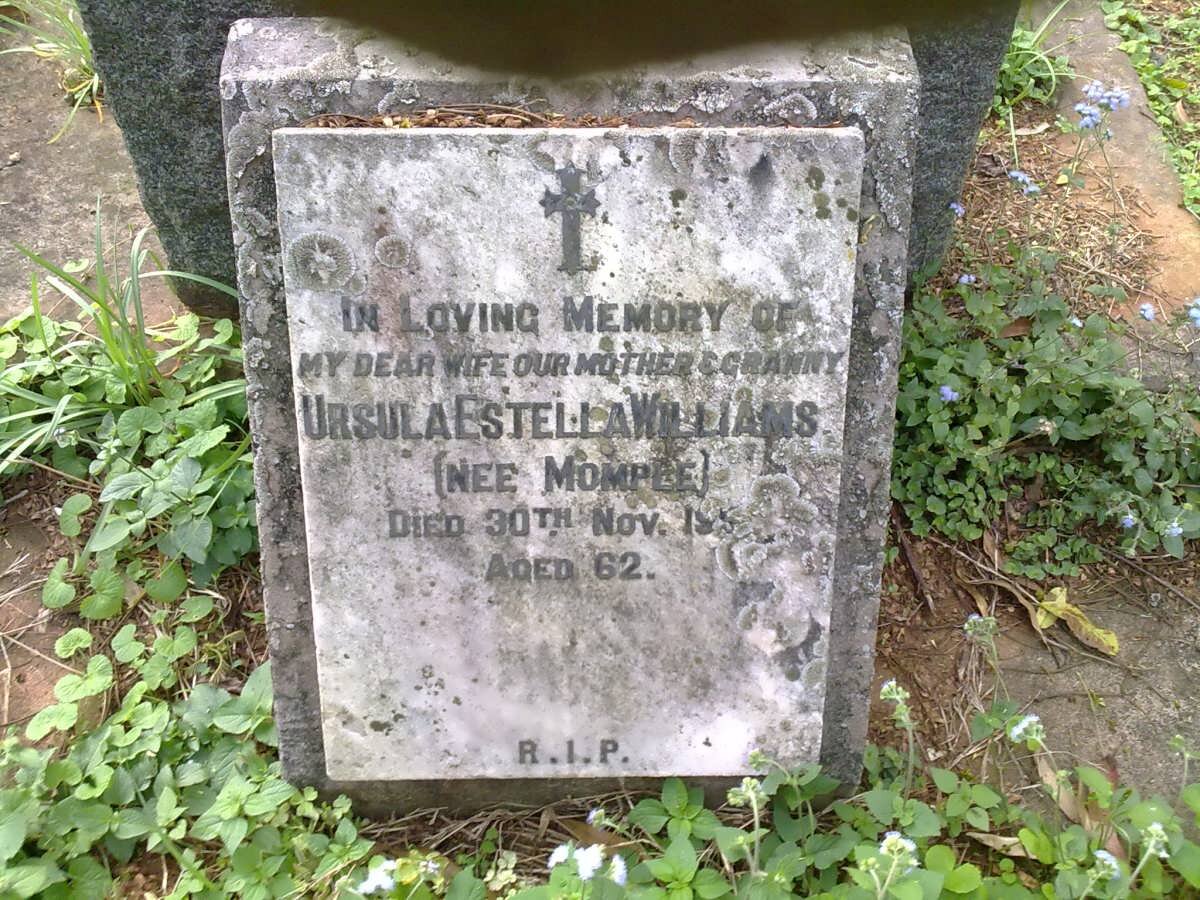 IN LOVING MEMORY OF
MY DEAR WIFE OUR MOTHER & GRANNY
URSULA ESTELLA WILLIAMS
(NEE MOMPLE)
DIED 30TH. NOV.
AGED 62.
R.I.P.